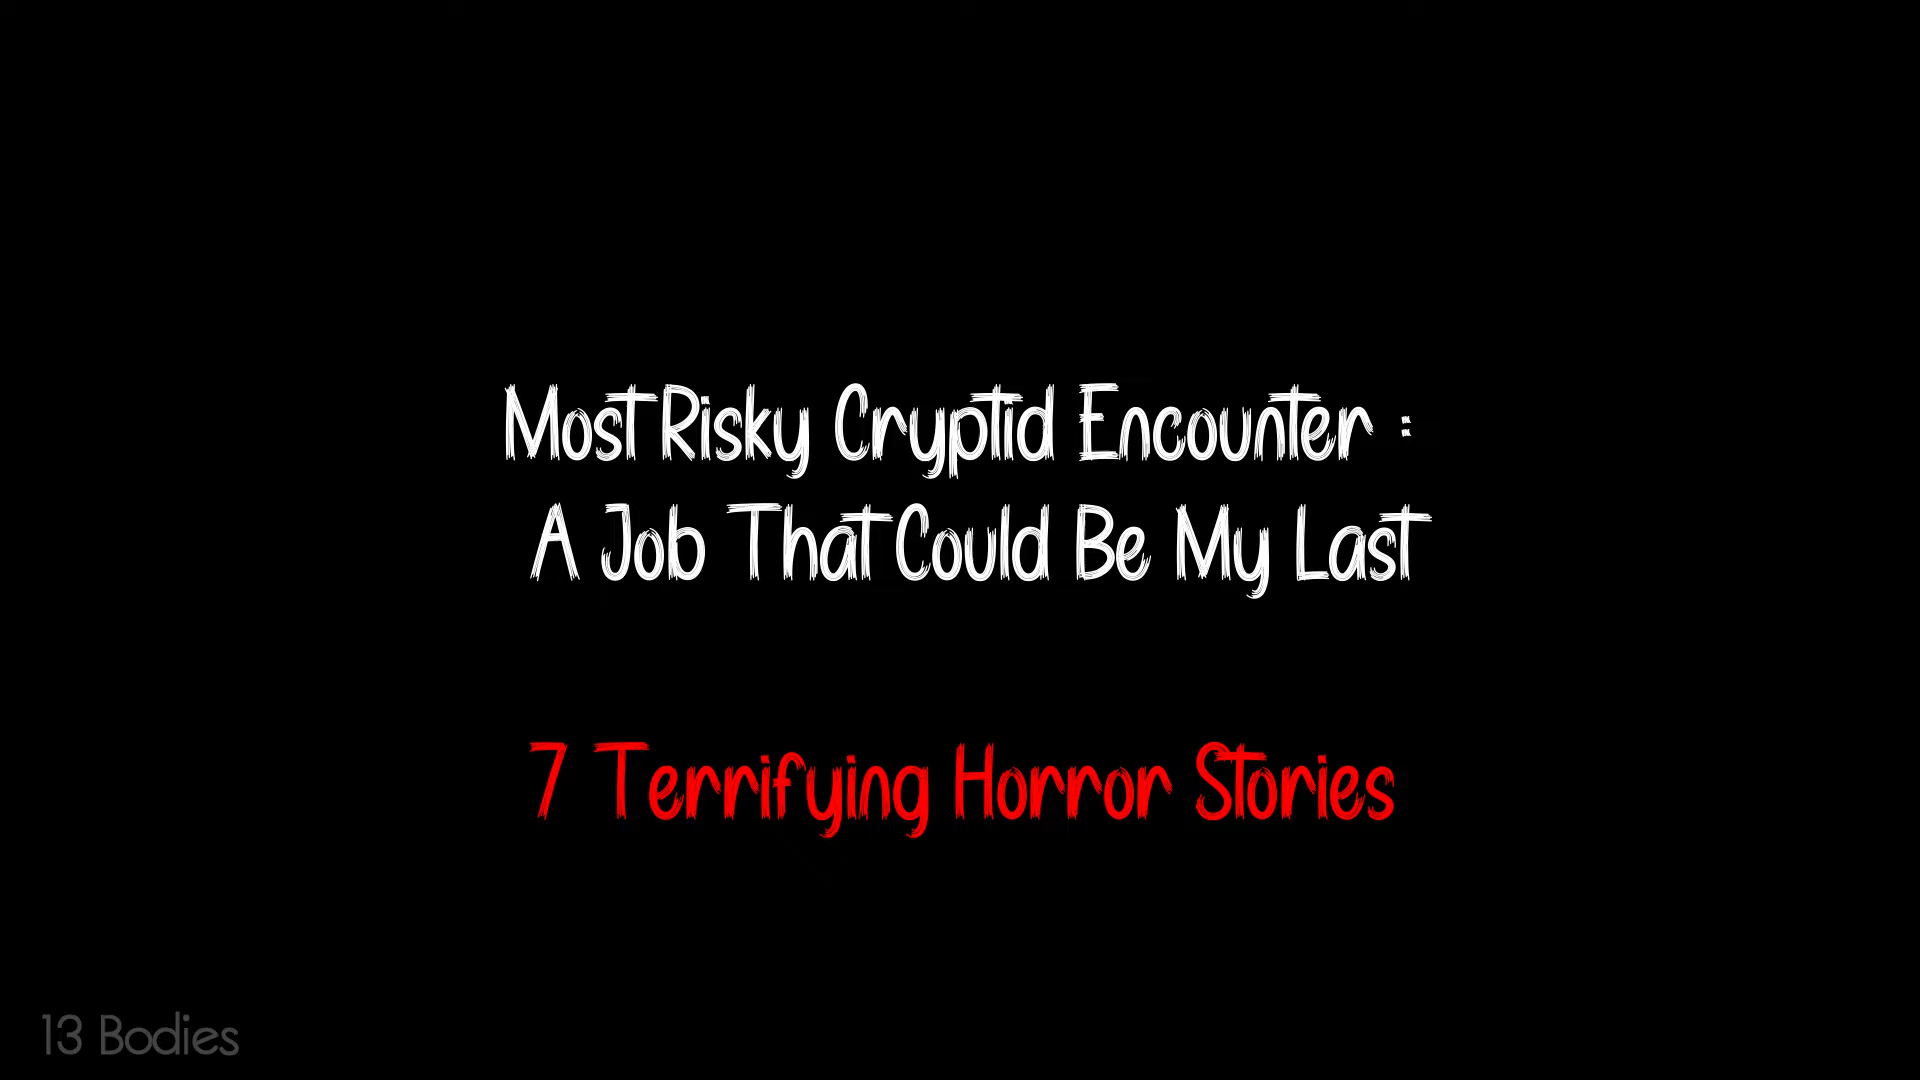 Most Risky Cryptid Encounter :
A Job That Could Be My Last
7 Terrifying Horror Stories
13 Bodies